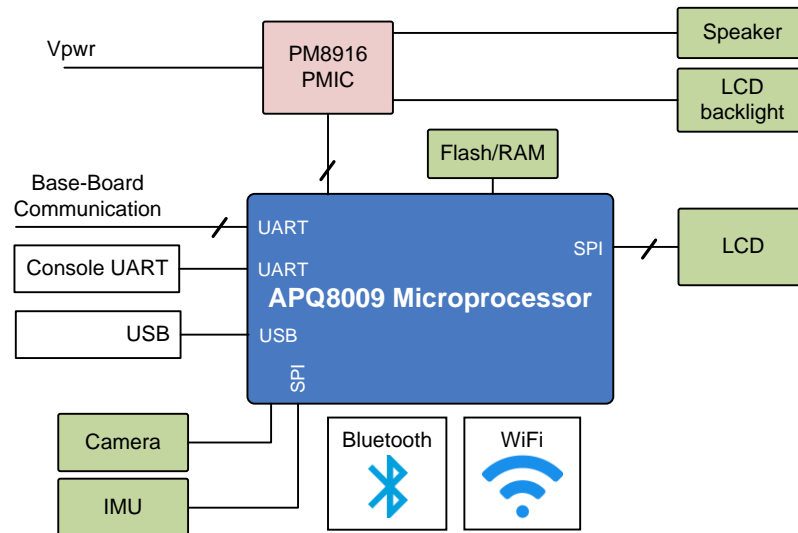 Vpwr
PM8916
PMIC
Speaker
LCD
backlight
Flash/RAM
Base-Board
Communication
UART
SPI
LCD
Console UART
UART
APQ8009 Microprocessor
USB
USB
SPI
Camera
Bluetooth
WiFi
IMU